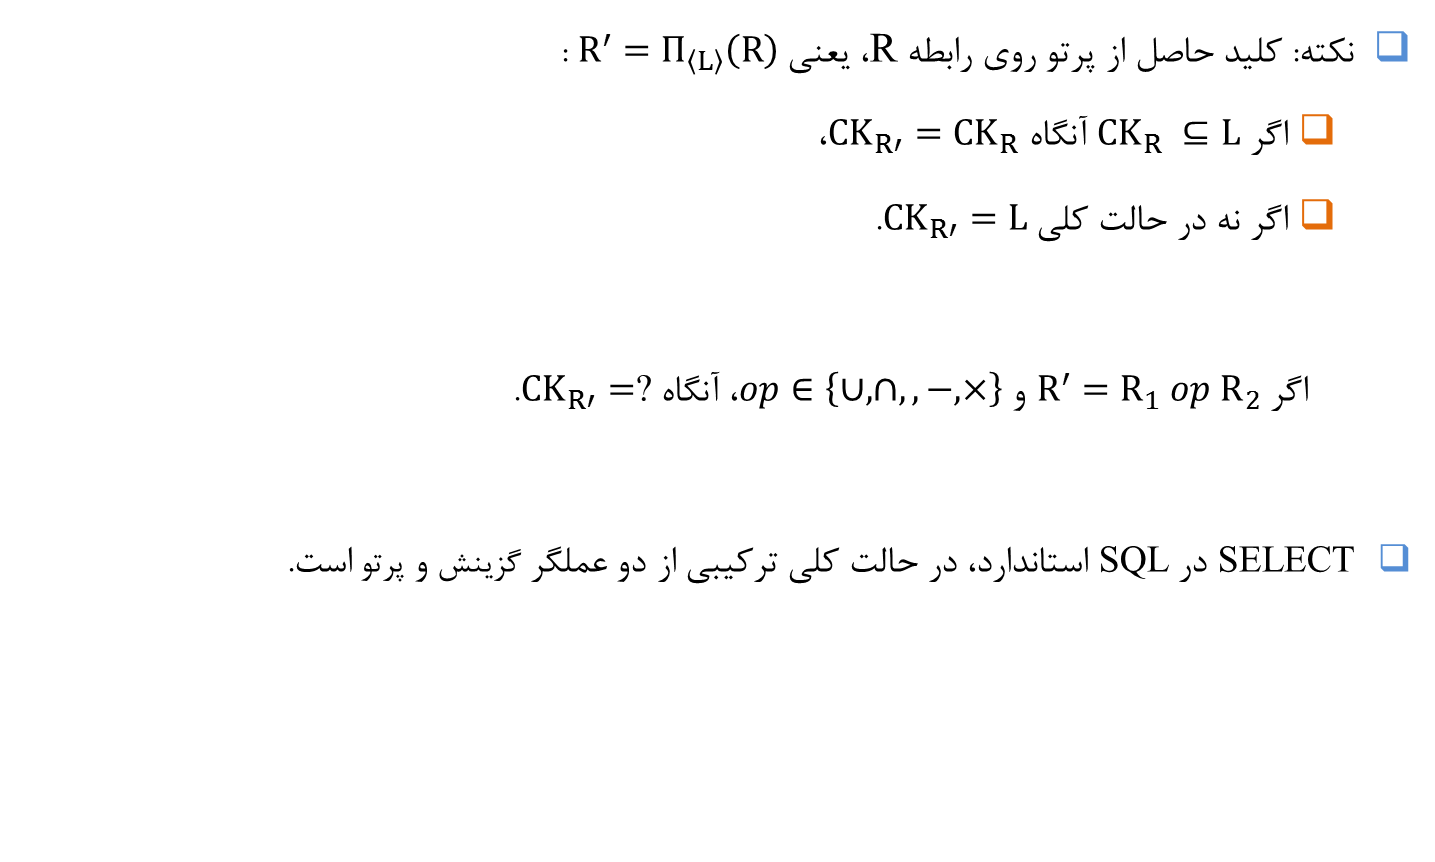 ❑ نکته: کلید حاصل از پرتو روی رابطه R، یعنی R′ = Π⟨L⟩(R) :
❑ اگر CK_R ⊆ L آنگاه CK_R′ = CK_R،
❑ اگر نه در حالت کلی CK_R′ = L.
اگر R′ = R₁ op R₂ و op ∈ {∪,∩, , −,×}، آنگاه CK_R′ =?.
❑ SELECT در SQL استاندارد، در حالت کلی ترکیبی از دو عملگر گزینش و پرتو است.